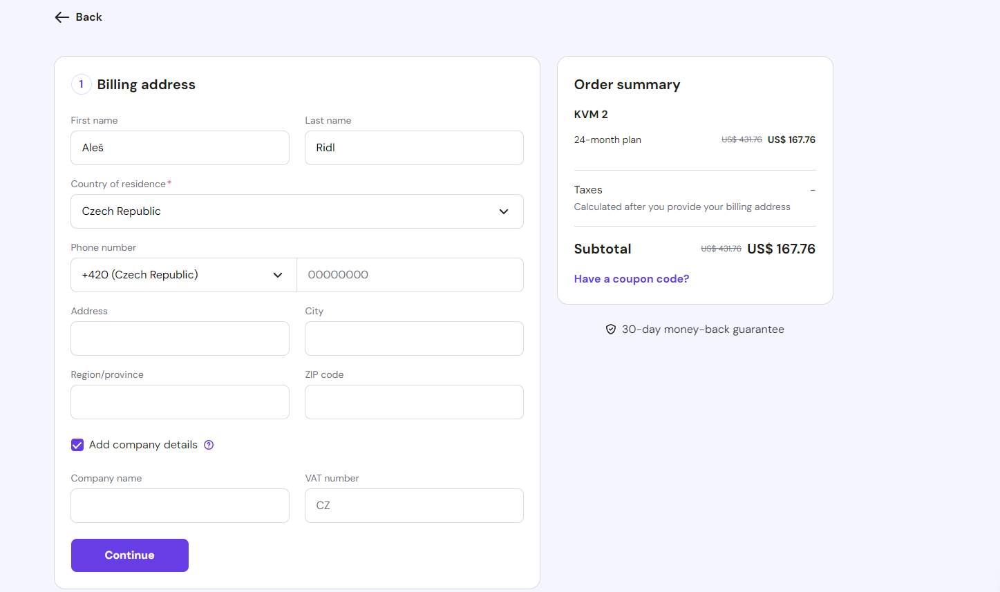 Back
1 Billing address
First name Last name
Aleš Ridl
Country of residence*
Czech Republic
Phone number
+420 (Czech Republic) 00000000
Address City
Region/province ZIP code
Add company details
Company name VAT number
CZ
Continue
Order summary
KVM 2
24-month plan US$ 431.76 US$ 167.76
Taxes -
Calculated after you provide your billing address
Subtotal US$ 431.76 US$ 167.76
Have a coupon code?
30-day money-back guarantee